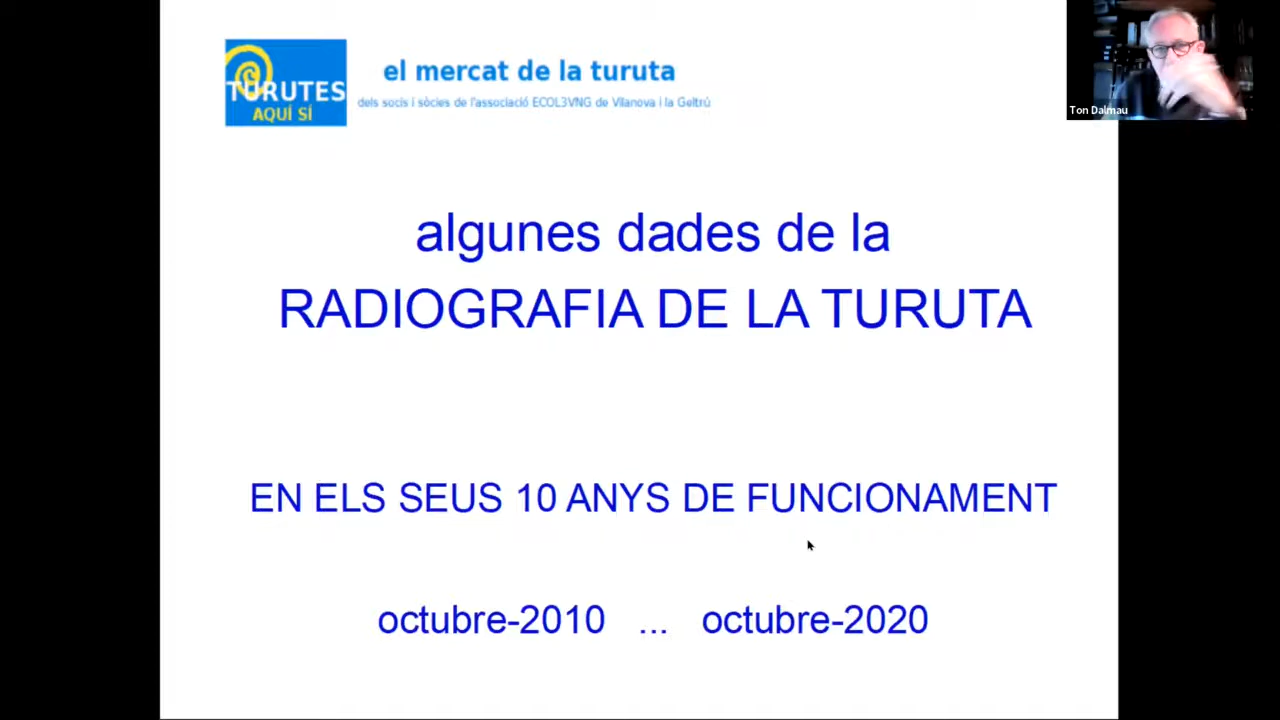 TURUTES
AQUÍ SÍ
el mercat de la turuta
dels socis i sòcies de l'associació ECOL3VNG de Vilanova i la Geltrú
Ton Dalmau
algunes dades de la
RADIOGRAFIA DE LA TURUTA
EN ELS SEUS 10 ANYS DE FUNCIONAMENT
octubre-2010 ... octubre-2020